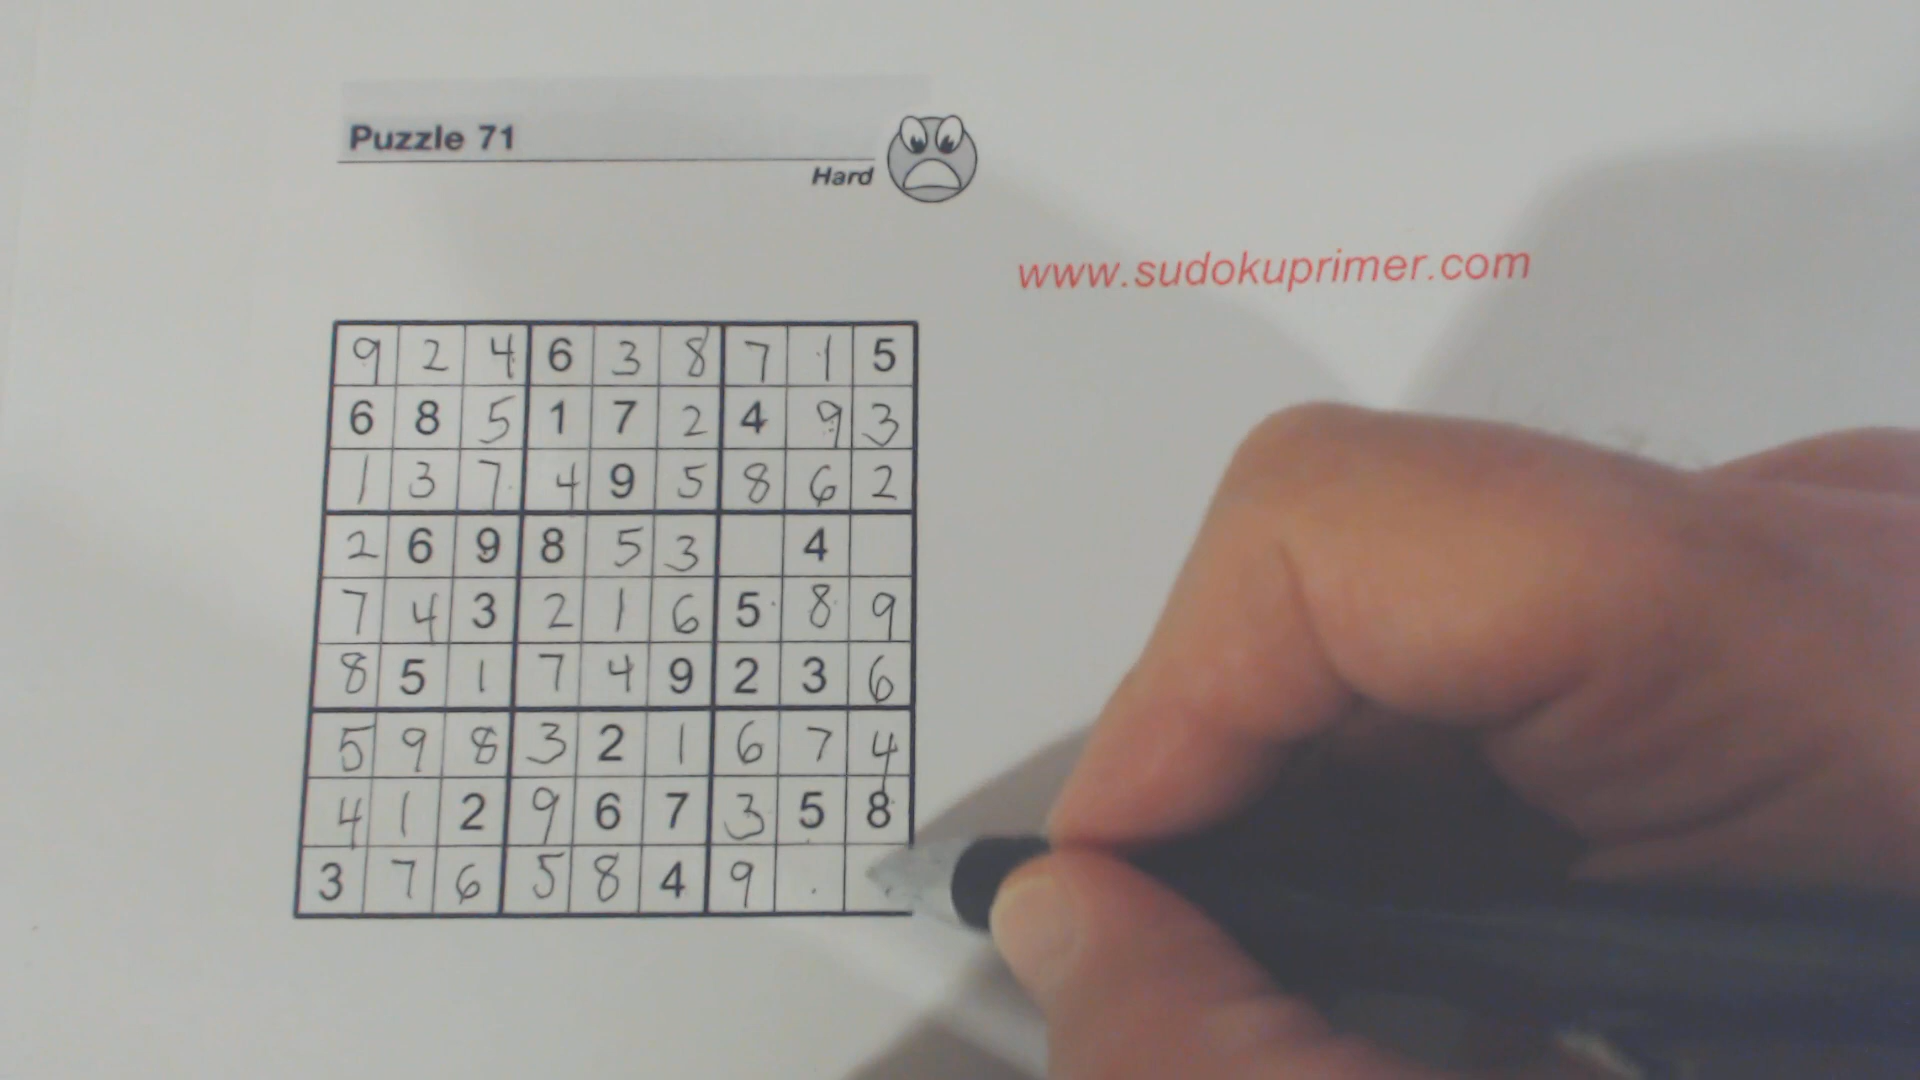 Puzzle 71
Hard
www.sudokuprimer.com
9 2 4 6 3 8 7 1 5
6 8 5 1 7 2 4 9 3
1 3 7 4 9 5 8 6 2
2 6 9 8 5 3 4
7 4 3 2 1 6 5 8 9
8 5 1 7 4 9 2 3 6
5 9 8 3 2 1 6 7 4
4 1 2 9 6 7 3 5 8
3 7 6 5 8 4 9